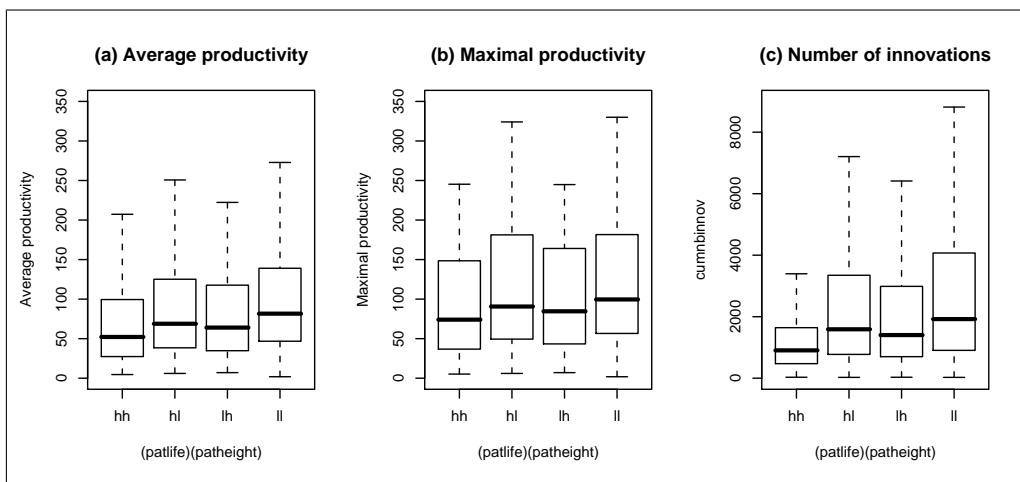 (a) Average productivity
Average productivity
0 50 100 150 200 250 300 350
hh hl lh ll
(patlife)(patheight)
(b) Maximal productivity
Maximal productivity
0 50 100 150 200 250 300 350
hh hl lh ll
(patlife)(patheight)
(c) Number of innovations
cumnbinnov
0 2000 4000 6000 8000
hh hl lh ll
(patlife)(patheight)